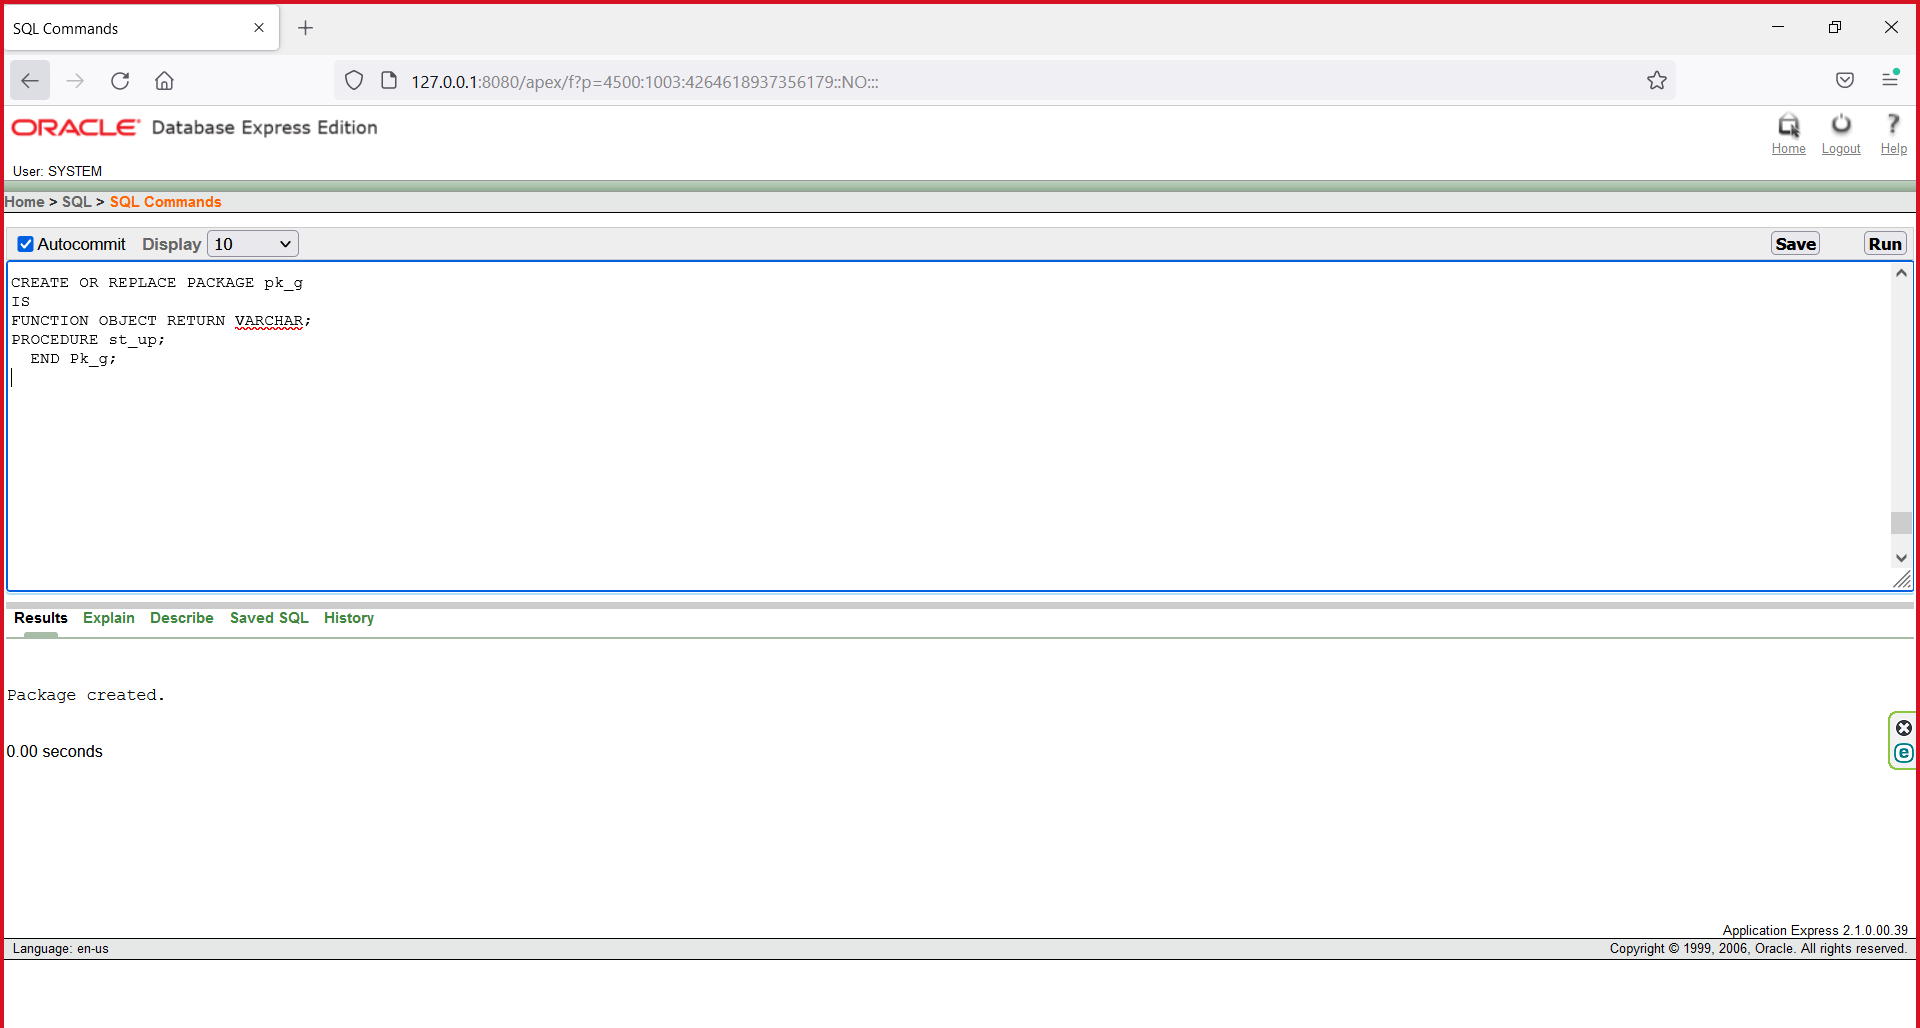 SQL Commands
127.0.0.1:8080/apex/f?p=4500:1003:4264618937356179::NO:::
ORACLE Database Express Edition
Home Logout Help
User: SYSTEM
Home > SQL > SQL Commands
Autocommit Display 10 Save Run
CREATE OR REPLACE PACKAGE pk_g
IS
FUNCTION OBJECT RETURN VARCHAR;
PROCEDURE st_up;
END Pk_g;
Results Explain Describe Saved SQL History
Package created.
0.00 seconds
Application Express 2.1.0.00.39
Language: en-us Copyright © 1999, 2006, Oracle. All rights reserved.